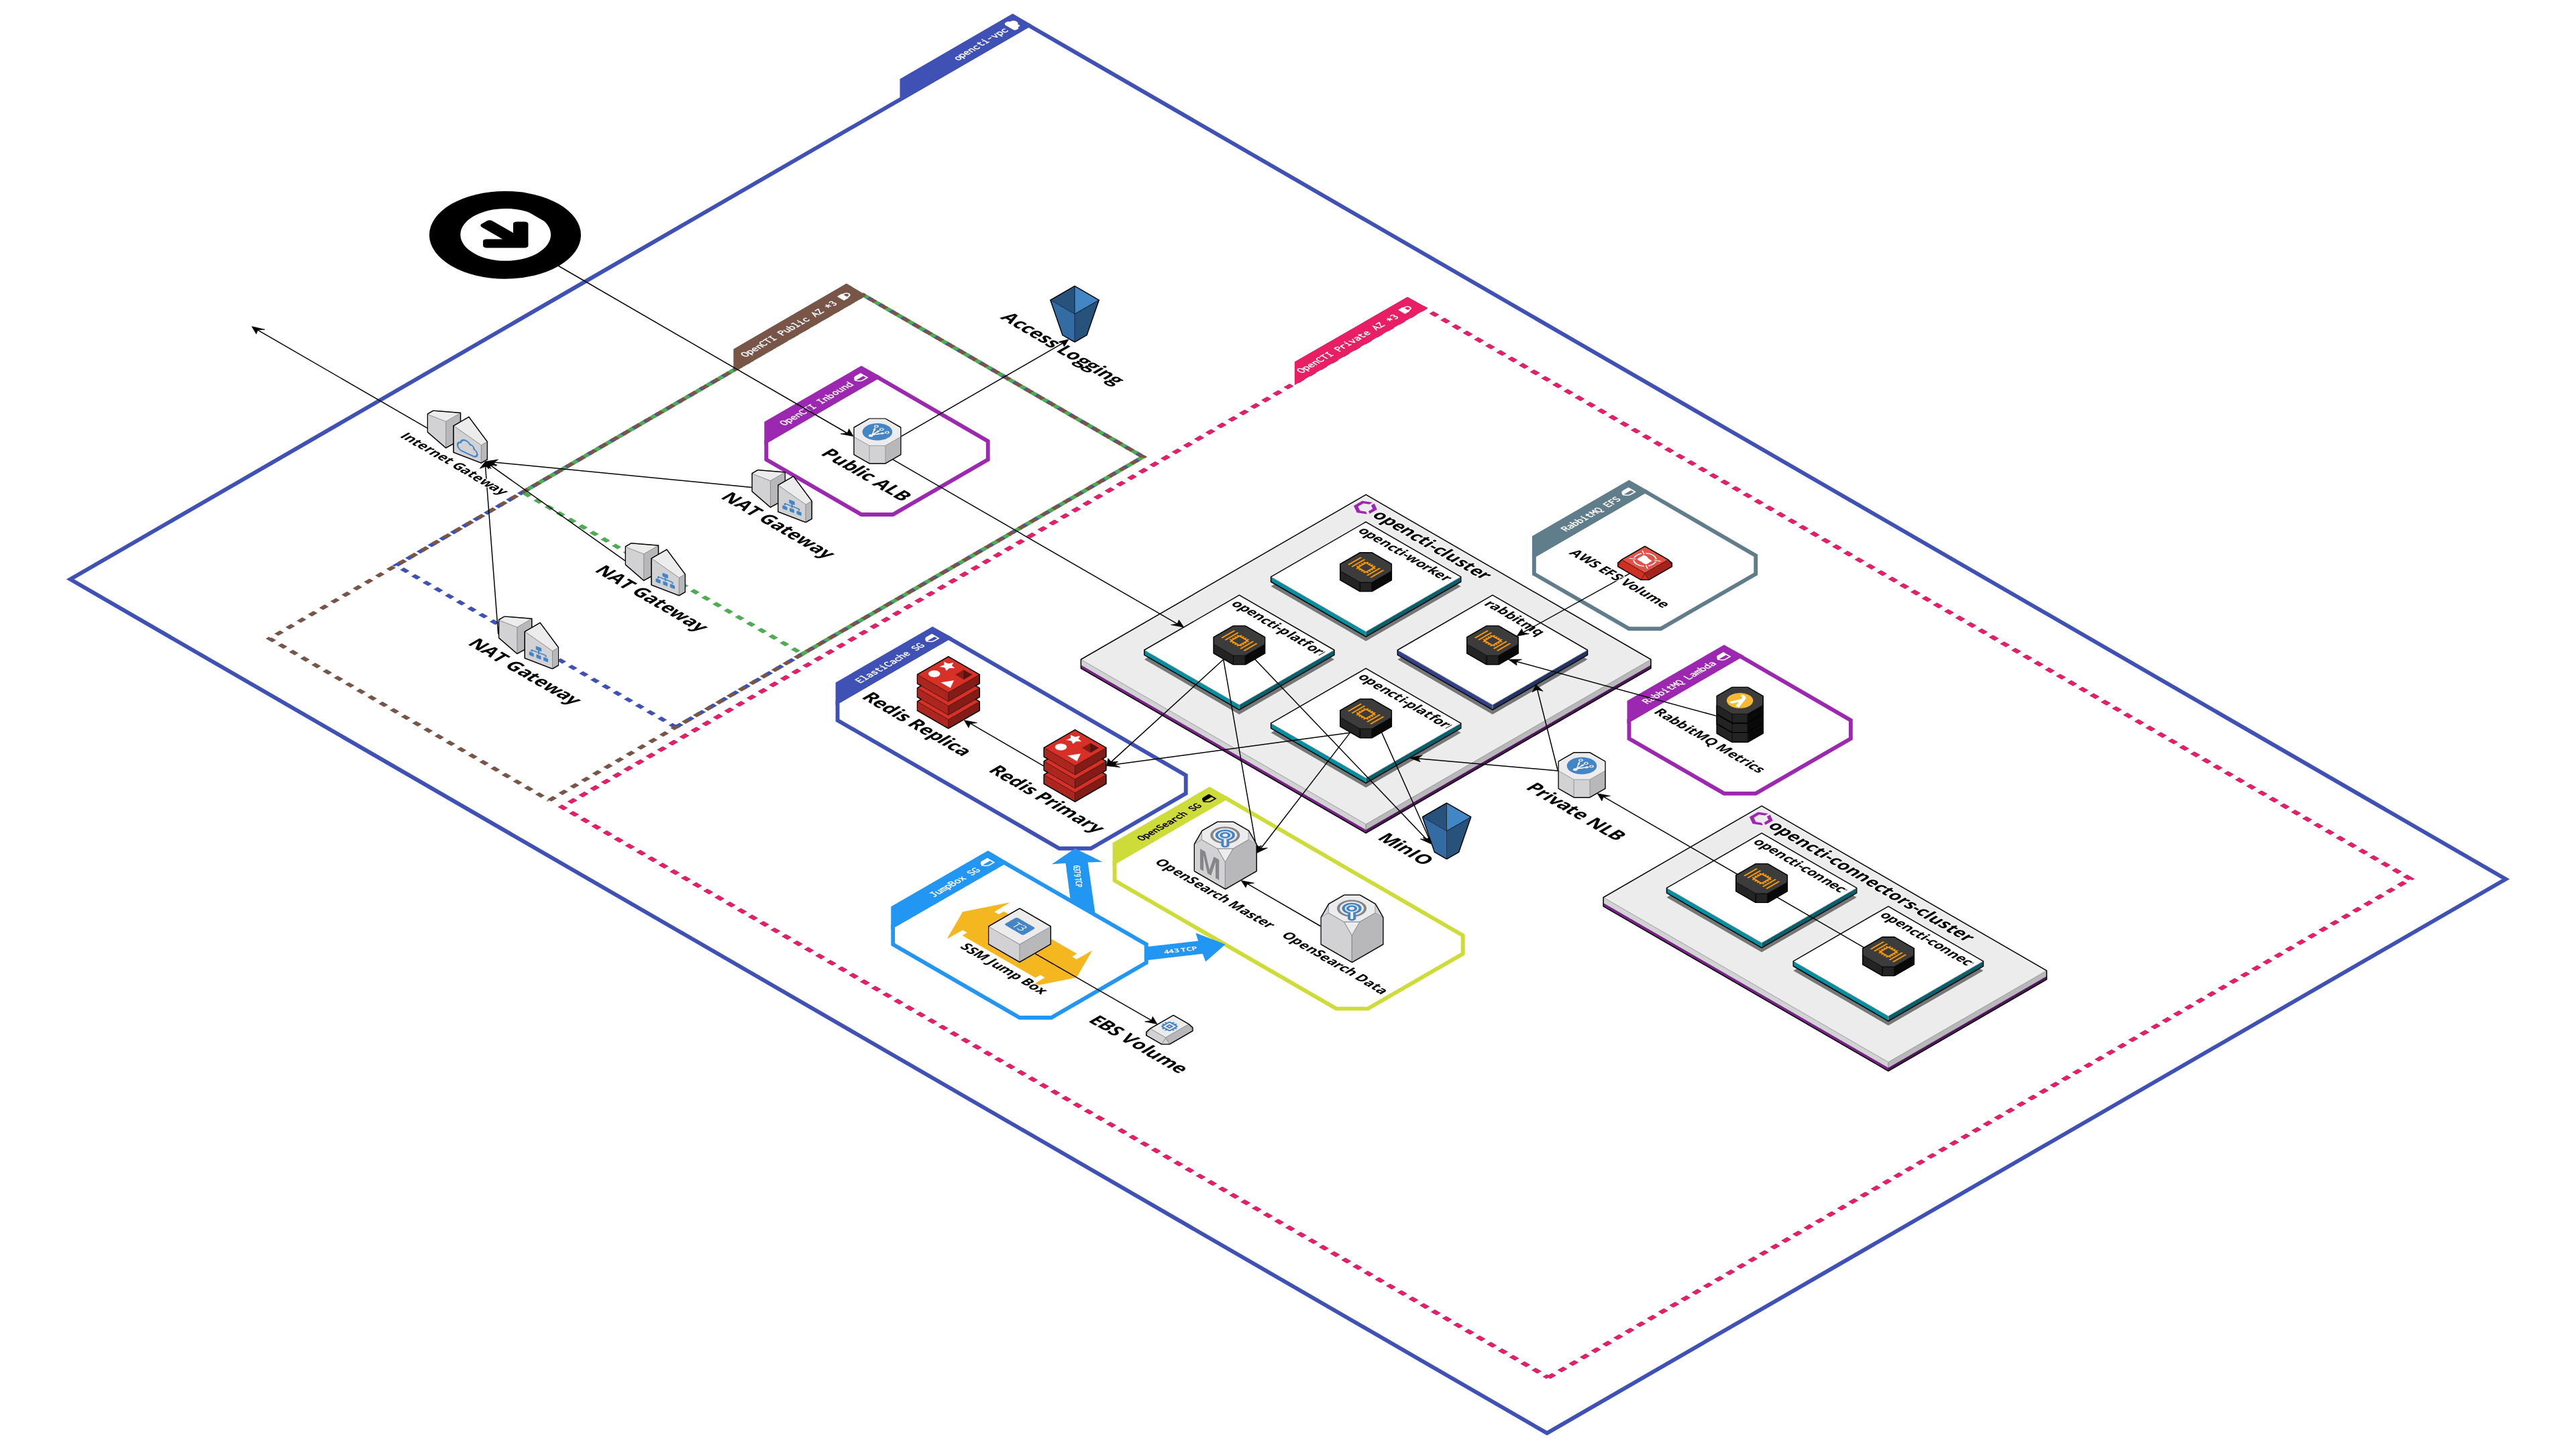 opencti-vpc
OpenCTI Public AZ *3
Access Logging
OpenCTI Private AZ *3
OpenCTI Inbound
Public ALB
Internet Gateway
NAT Gateway
NAT Gateway
NAT Gateway
opencti-cluster
opencti-worker
opencti-platfor
rabbitmq
opencti-platfor
RabbitMQ EFS
AWS EFS Volume
RabbitMQ Lambda
RabbitMQ Metrics
ElastiCache SG
Redis Replica
Redis Primary
Private NLB
MinIO
OpenSearch SG
M
OpenSearch Master
OpenSearch Data
JumpBox SG
T3
SSM Jump Box
6379 TCP
443 TCP
EBS Volume
opencti-connectors-cluster
opencti-connec
opencti-connec